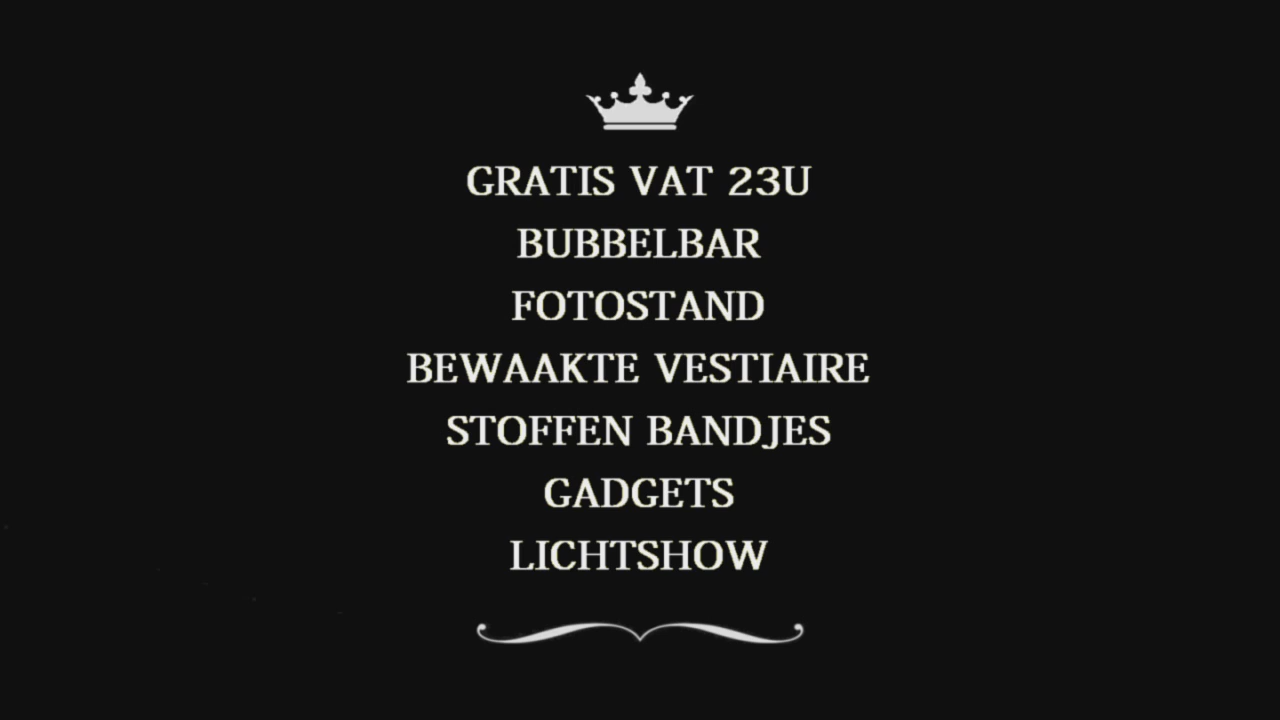 GRATIS VAT 23U
BUBBELBAR
FOTOSTAND
BEWAAKTE VESTIAIRE
STOFFEN BANDJES
GADGETS
LICHTSHOW